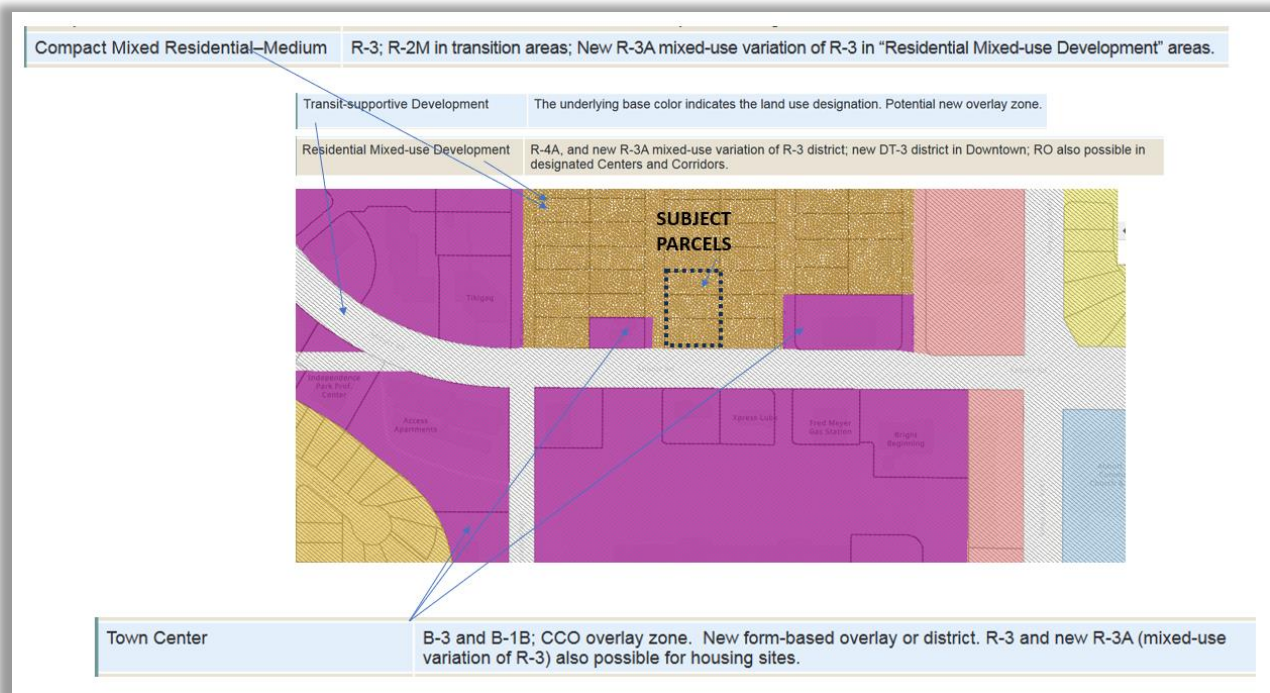 Compact Mixed Residential–Medium
R-3; R-2M in transition areas; New R-3A mixed-use variation of R-3 in “Residential Mixed-use Development” areas.
Transit-supportive Development
The underlying base color indicates the land use designation. Potential new overlay zone.
Residential Mixed-use Development
R-4A, and new R-3A mixed-use variation of R-3 district; new DT-3 district in Downtown; RO also possible in
designated Centers and Corridors.
SUBJECT
PARCELS
Tikigaq
Independence
Park Prof.
Center
Access
Apartments
Xpress Lube
Fred Meyer
Gas Station
Bright
Beginning
Town Center
B-3 and B-1B; CCO overlay zone.  New form-based overlay or district. R-3 and new R-3A (mixed-use
variation of R-3) also possible for housing sites.